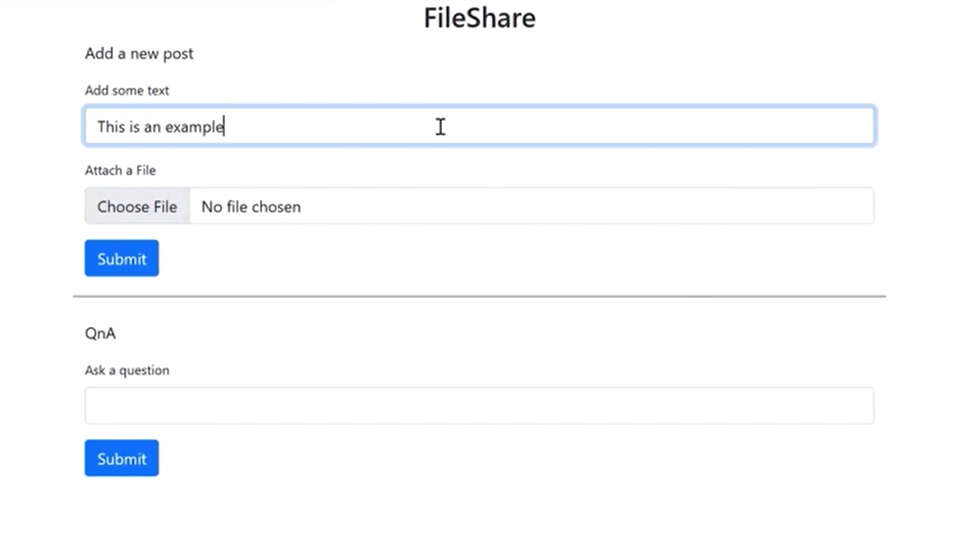 FileShare
Add a new post
Add some text
This is an example
Attach a File
Choose File No file chosen
Submit
QnA
Ask a question
Submit